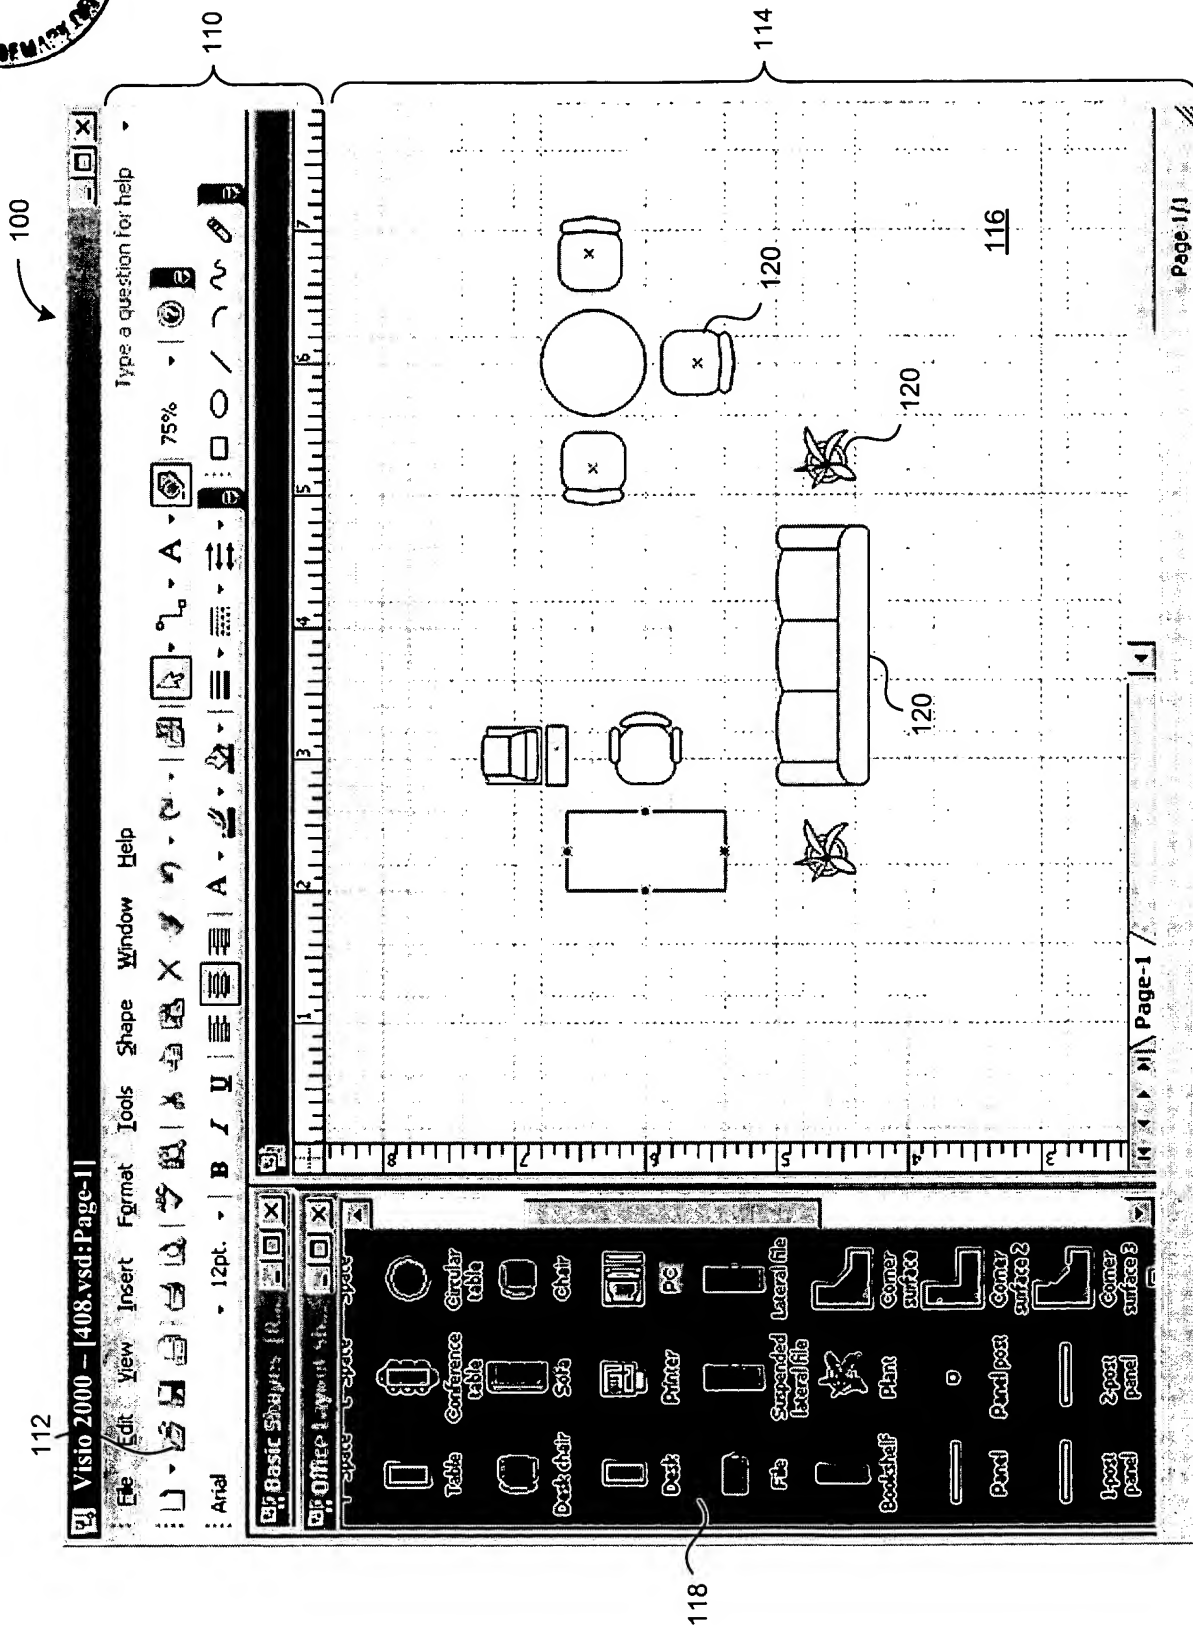 100
112
110
Visio 2000 – [408.vsd:Page-1]
File Edit View Insert Format Tools Shape Window Help
Type a question for help
75%
Arial
12pt.
B I U
A
Basic Shapes
Office Layout Sh...
1 2 3 4 5 6 7
8
7
6
5
4
3
Space Space Space
Table
Conference table
Circular table
Desk chair
Sofa
Chair
Desk
Printer
PC
File
Suspended lateral file
Lateral file
Bookshelf
Plant
Corner surface
Panel
Panel post
Corner surface 2
1-post panel
2-post panel
Corner surface 3
114
116
118
120
120
120
Page-1
Page 1/1